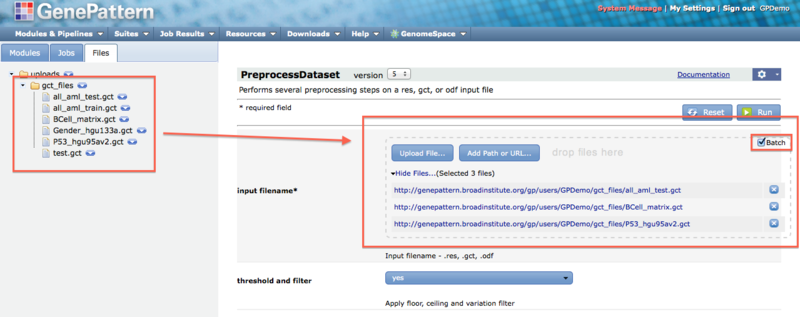 GenePattern
System Message | My Settings | Sign out GPDemo
Modules & Pipelines Suites Job Results Resources Downloads Help GenomeSpace
Modules Jobs Files
uploads
gct_files
all_aml_test.gct
all_aml_train.gct
BCell_matrix.gct
Gender_hgu133a.gct
P53_hgu95av2.gct
test.gct
PreprocessDataset version 5 Documentation
Performs several preprocessing steps on a res, gct, or odf input file
* required field Reset Run
Batch
Upload File... Add Path or URL... drop files here
Hide Files...(Selected 3 files)
input filename*
http://genepattern.broadinstitute.org/gp/users/GPDemo/gct_files/all_aml_test.gct
http://genepattern.broadinstitute.org/gp/users/GPDemo/gct_files/BCell_matrix.gct
http://genepattern.broadinstitute.org/gp/users/GPDemo/gct_files/P53_hgu95av2.gct
Input filename - .res, .gct, .odf
threshold and filter yes
Apply floor, ceiling and variation filter